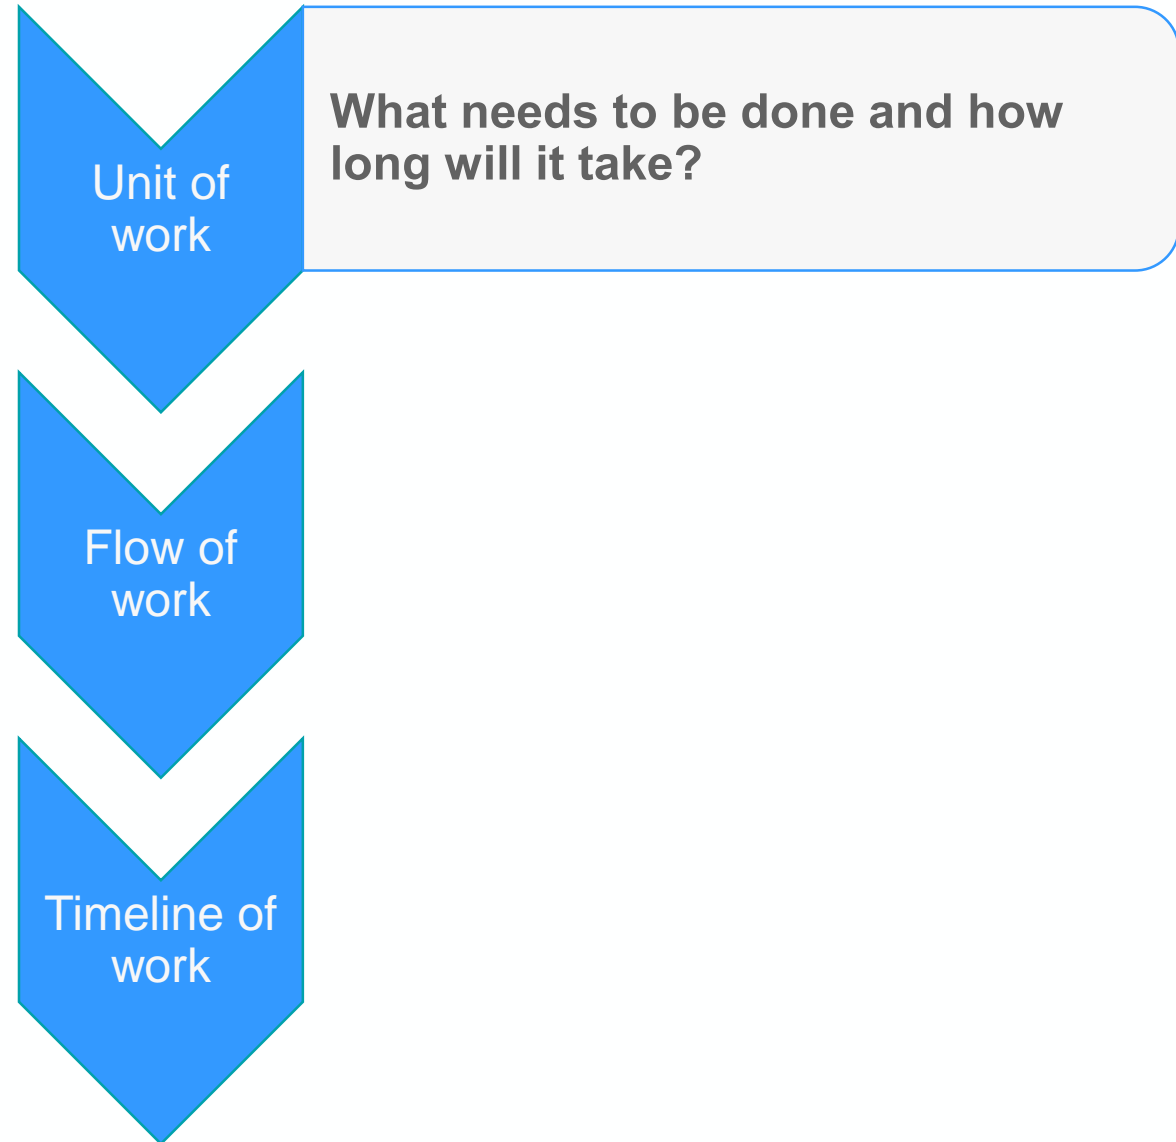 Unit of
work
What needs to be done and how
long will it take?
Flow of
work
Timeline of
work